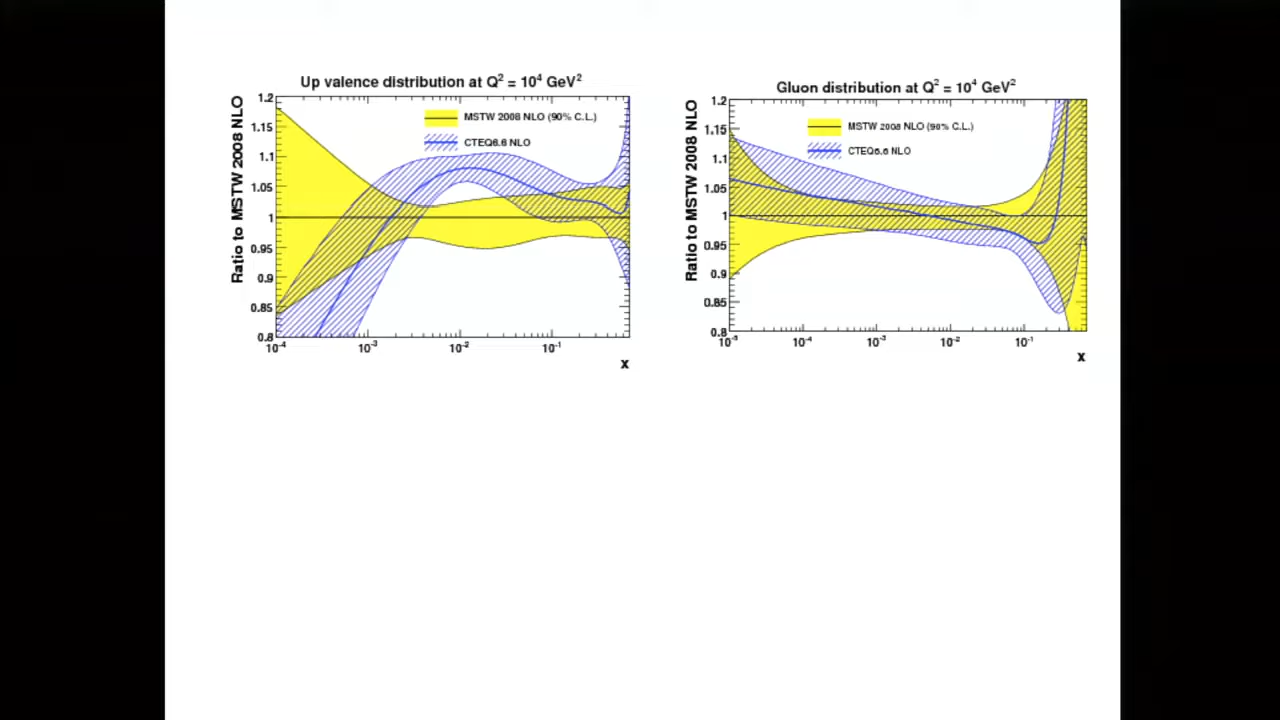 Up valence distribution at Q² = 10⁴ GeV²
Ratio to MSTW 2008 NLO
1.2
1.15
1.1
1.05
1
0.95
0.9
0.85
0.8
MSTW 2008 NLO (90% C.L.)
CTEQ6.6 NLO
10⁻⁴ 10⁻³ 10⁻² 10⁻¹
x
Gluon distribution at Q² = 10⁴ GeV²
Ratio to MSTW 2008 NLO
1.2
1.15
1.1
1.05
1
0.95
0.9
0.85
0.8
MSTW 2008 NLO (90% C.L.)
CTEQ6.6 NLO
10⁻⁵ 10⁻⁴ 10⁻³ 10⁻² 10⁻¹
x